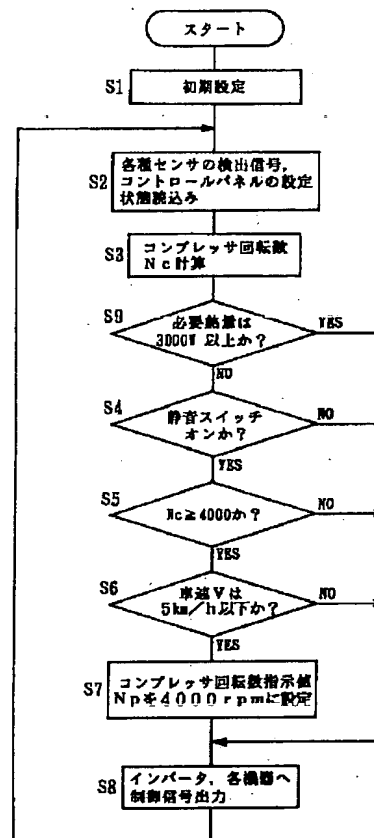 スタート
S1
初期設定
S2
各種センサの検出信号,
コントロールパネルの設定
状態読込み
S3
コンプレッサ回転数
Nc計算
S9
必要熱量は
3000W以上か?
YES
NO
S4
静音スイッチ
オンか?
NO
YES
S5
Nc≧4000か?
NO
YES
S6
車速Vは
5km/h以下か?
NO
YES
S7
コンプレッサ回転数指示値
Npを4000rpmに設定
S8
インバータ,各機器へ
制御信号出力